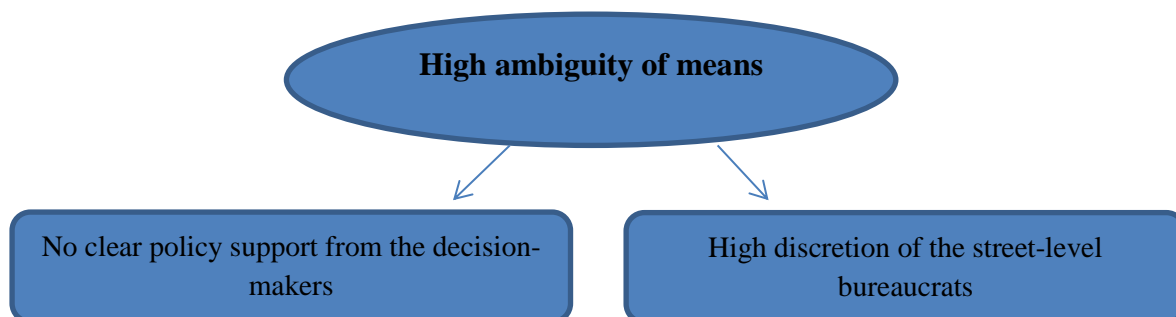 High ambiguity of means
No clear policy support from the decision-
makers
High discretion of the street-level
bureaucrats